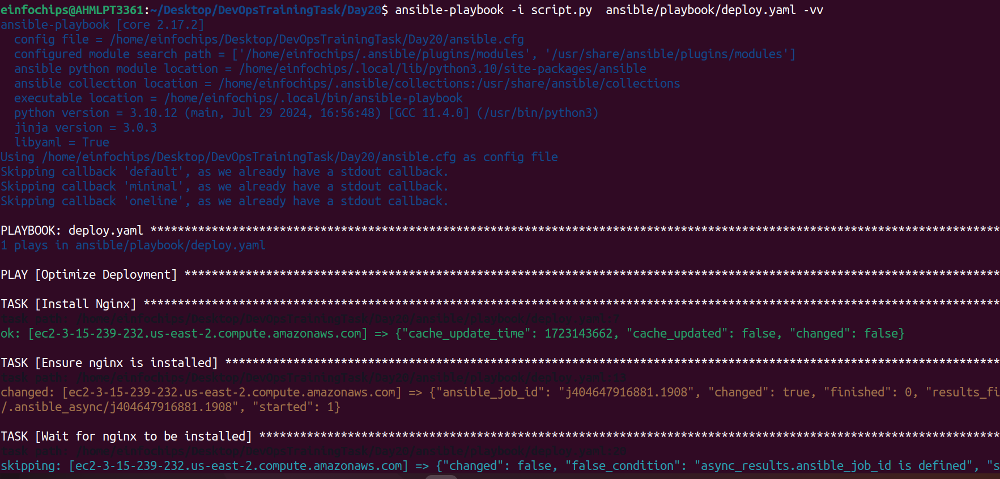 einfochips@AHMLPT3361:~/Desktop/DevOpsTrainingTask/Day20$ ansible-playbook -i script.py  ansible/playbook/deploy.yaml -vv
ansible-playbook [core 2.17.2]
  config file = /home/einfochips/Desktop/DevOpsTrainingTask/Day20/ansible.cfg
  configured module search path = ['/home/einfochips/.ansible/plugins/modules', '/usr/share/ansible/plugins/modules']
  ansible python module location = /home/einfochips/.local/lib/python3.10/site-packages/ansible
  ansible collection location = /home/einfochips/.ansible/collections:/usr/share/ansible/collections
  executable location = /home/einfochips/.local/bin/ansible-playbook
  python version = 3.10.12 (main, Jul 29 2024, 16:56:48) [GCC 11.4.0] (/usr/bin/python3)
  jinja version = 3.0.3
  libyaml = True
Using /home/einfochips/Desktop/DevOpsTrainingTask/Day20/ansible.cfg as config file
Skipping callback 'default', as we already have a stdout callback.
Skipping callback 'minimal', as we already have a stdout callback.
Skipping callback 'oneline', as we already have a stdout callback.
PLAYBOOK: deploy.yaml *****************************************************************************************************************************
1 plays in ansible/playbook/deploy.yaml
PLAY [Optimize Deployment] ************************************************************************************************************************
TASK [Install Nginx] ******************************************************************************************************************************
task path: /home/einfochips/Desktop/DevOpsTrainingTask/Day20/ansible/playbook/deploy.yaml:7
ok: [ec2-3-15-239-232.us-east-2.compute.amazonaws.com] => {"cache_update_time": 1723143662, "cache_updated": false, "changed": false}
TASK [Ensure nginx is installed] ******************************************************************************************************************
task path: /home/einfochips/Desktop/DevOpsTrainingTask/Day20/ansible/playbook/deploy.yaml:13
changed: [ec2-3-15-239-232.us-east-2.compute.amazonaws.com] => {"ansible_job_id": "j404647916881.1908", "changed": true, "finished": 0, "results_fi
/.ansible_async/j404647916881.1908", "started": 1}
TASK [Wait for nginx to be installed] *************************************************************************************************************
task path: /home/einfochips/Desktop/DevOpsTrainingTask/Day20/ansible/playbook/deploy.yaml:20
skipping: [ec2-3-15-239-232.us-east-2.compute.amazonaws.com] => {"changed": false, "false_condition": "async_results.ansible_job_id is defined", "s